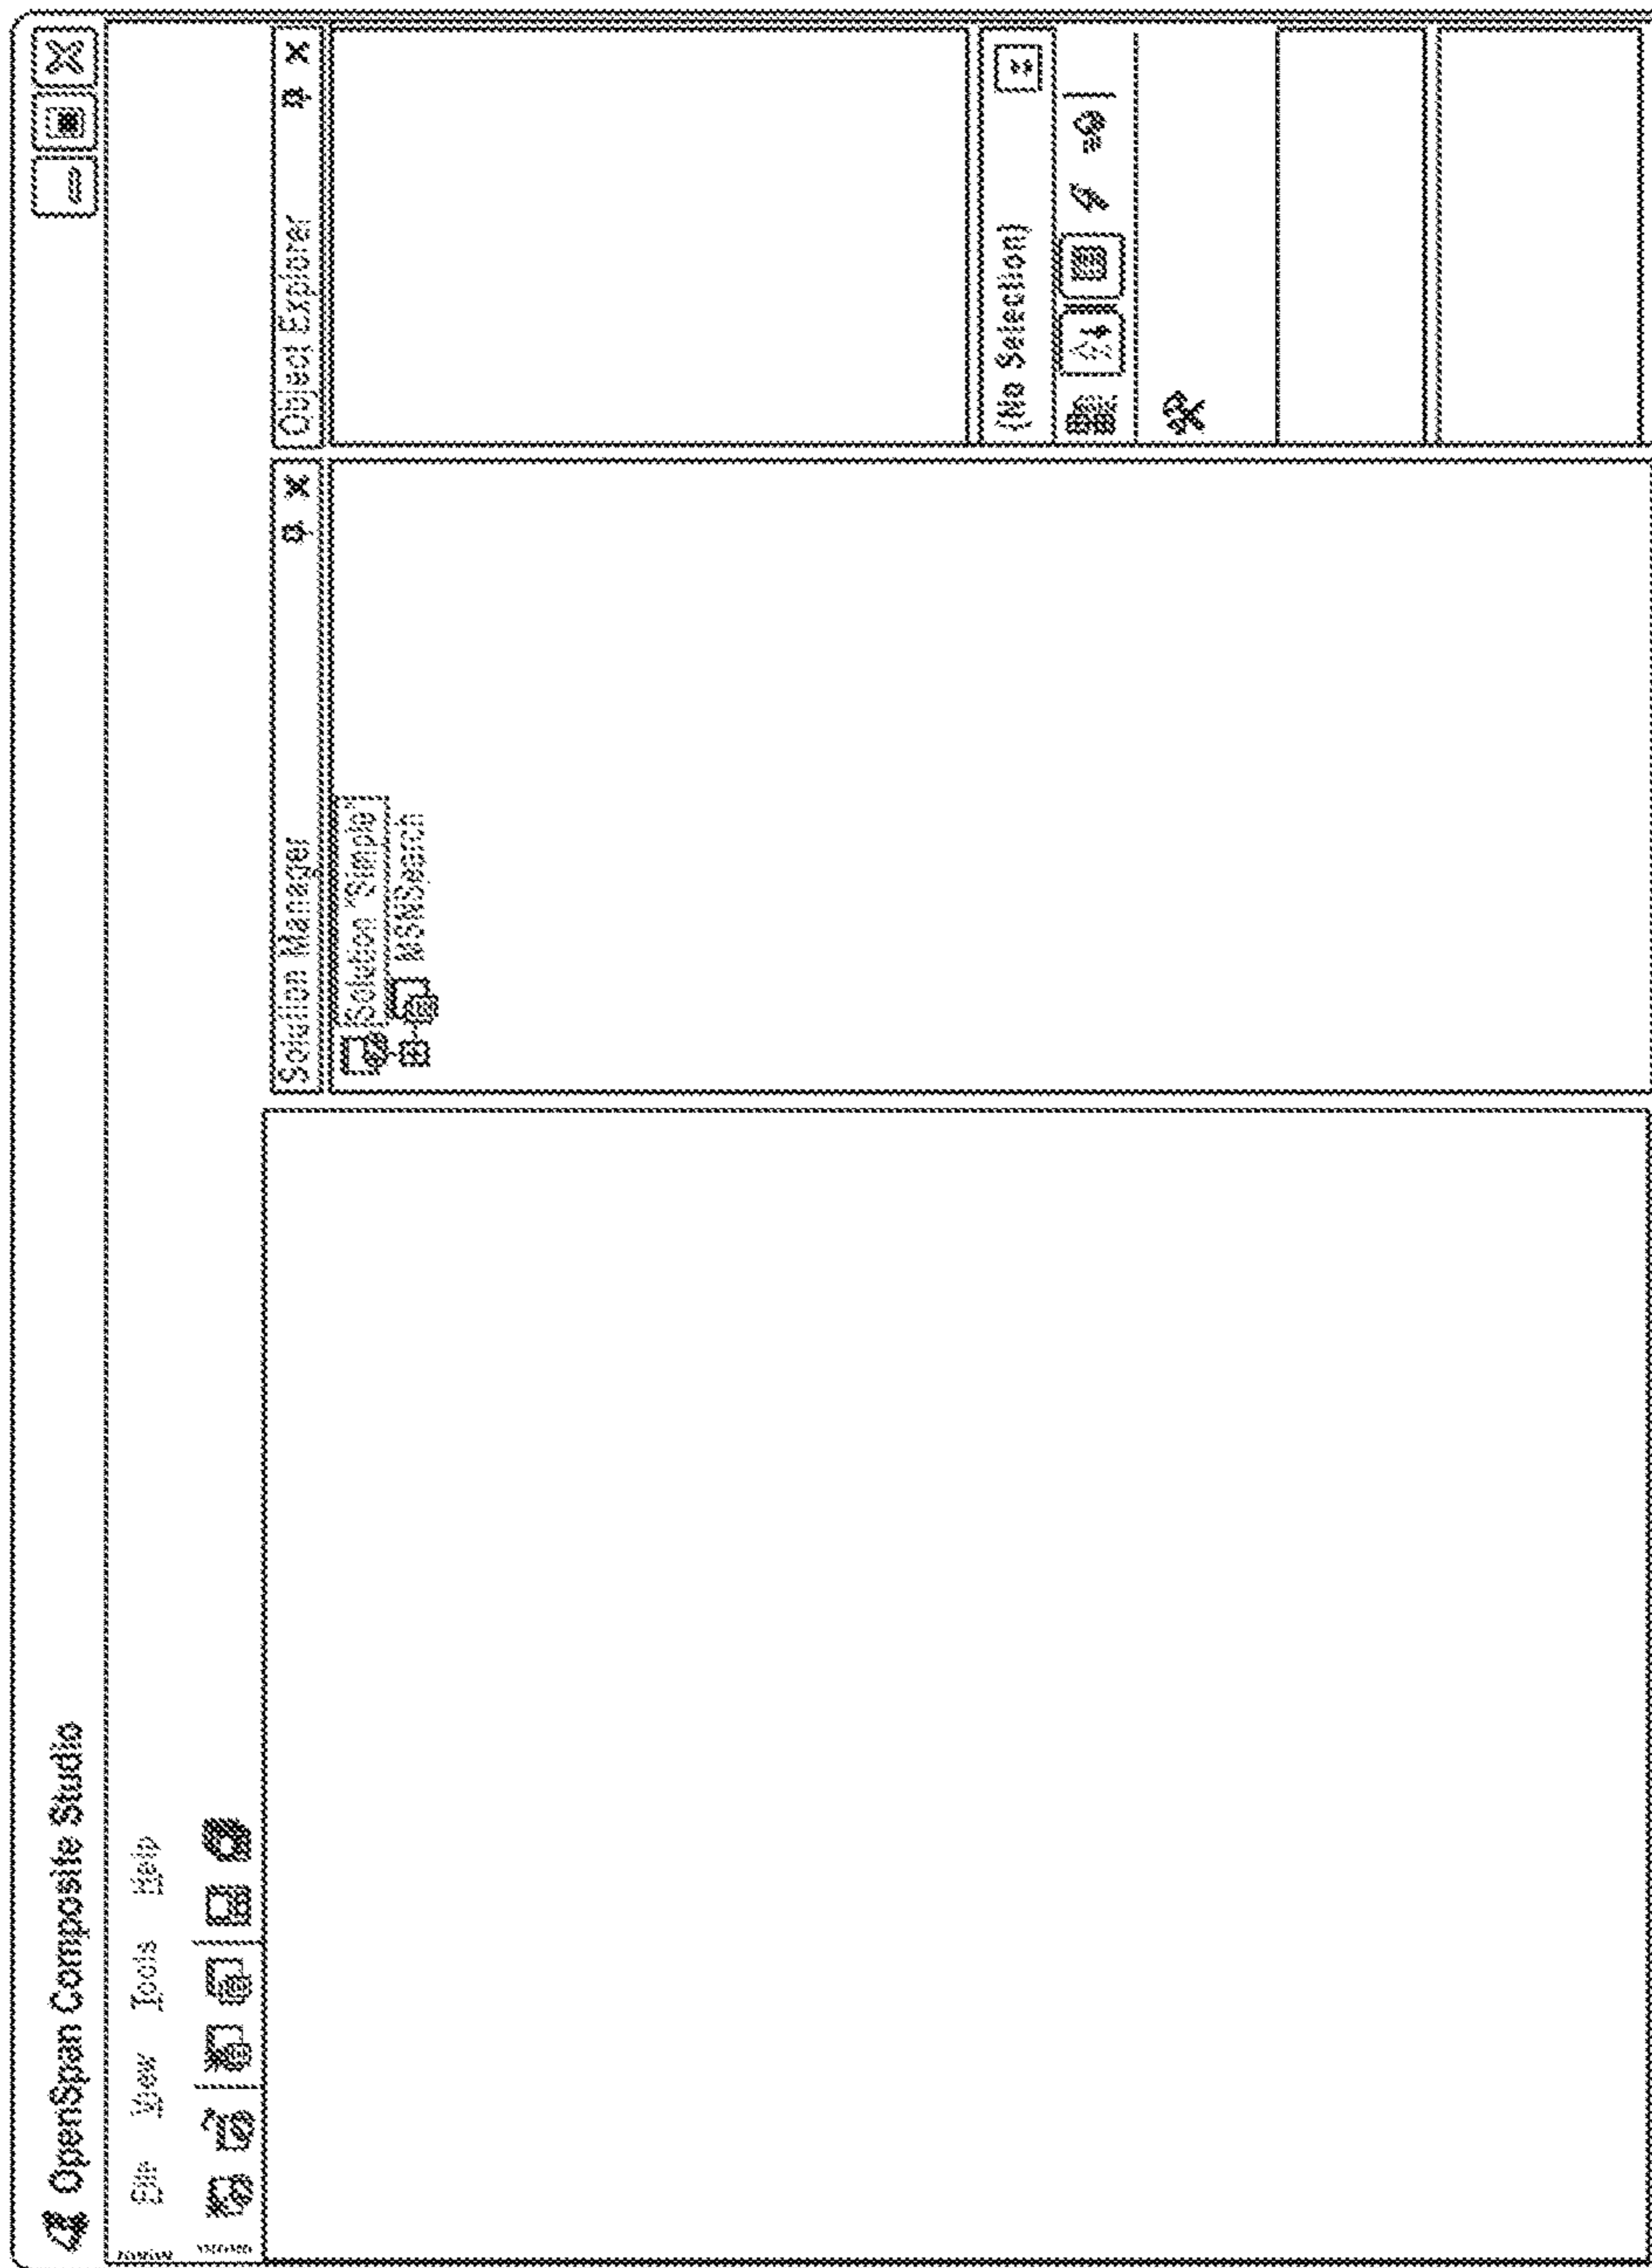 OpenSpan Composite Studio
File View Tools Help
Solution Manager
Object Explorer
Solution "Simple"
MSNSearch
(No Selection)